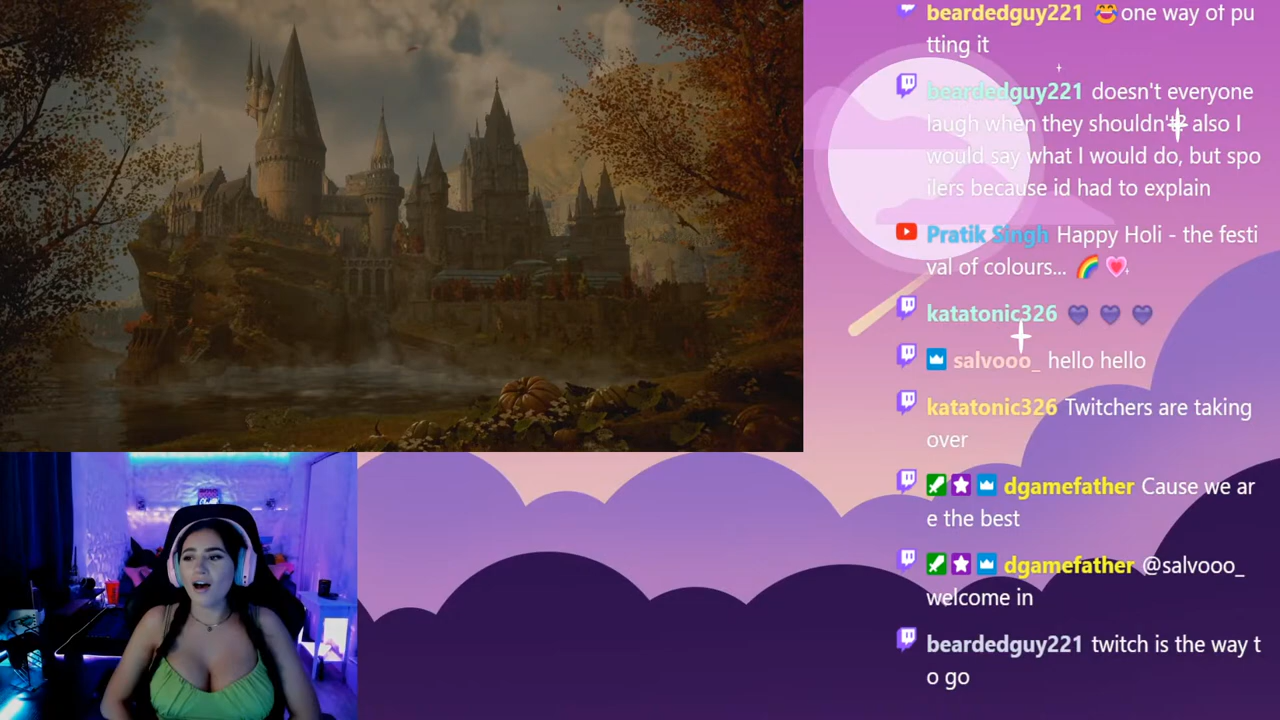 beardedguy221 😂one way of pu
tting it
beardedguy221 doesn't everyone
laugh when they shouldn't? also I
would say what I would do, but spo
ilers because id had to explain
Pratik Singh Happy Holi - the festi
val of colours... 🌈 💖
katatonic326 💜 💜 💜
salvooo_ hello hello
katatonic326 Twitchers are taking
over
dgamefather Cause we ar
e the best
dgamefather @salvooo_
welcome in
beardedguy221 twitch is the way t
o go